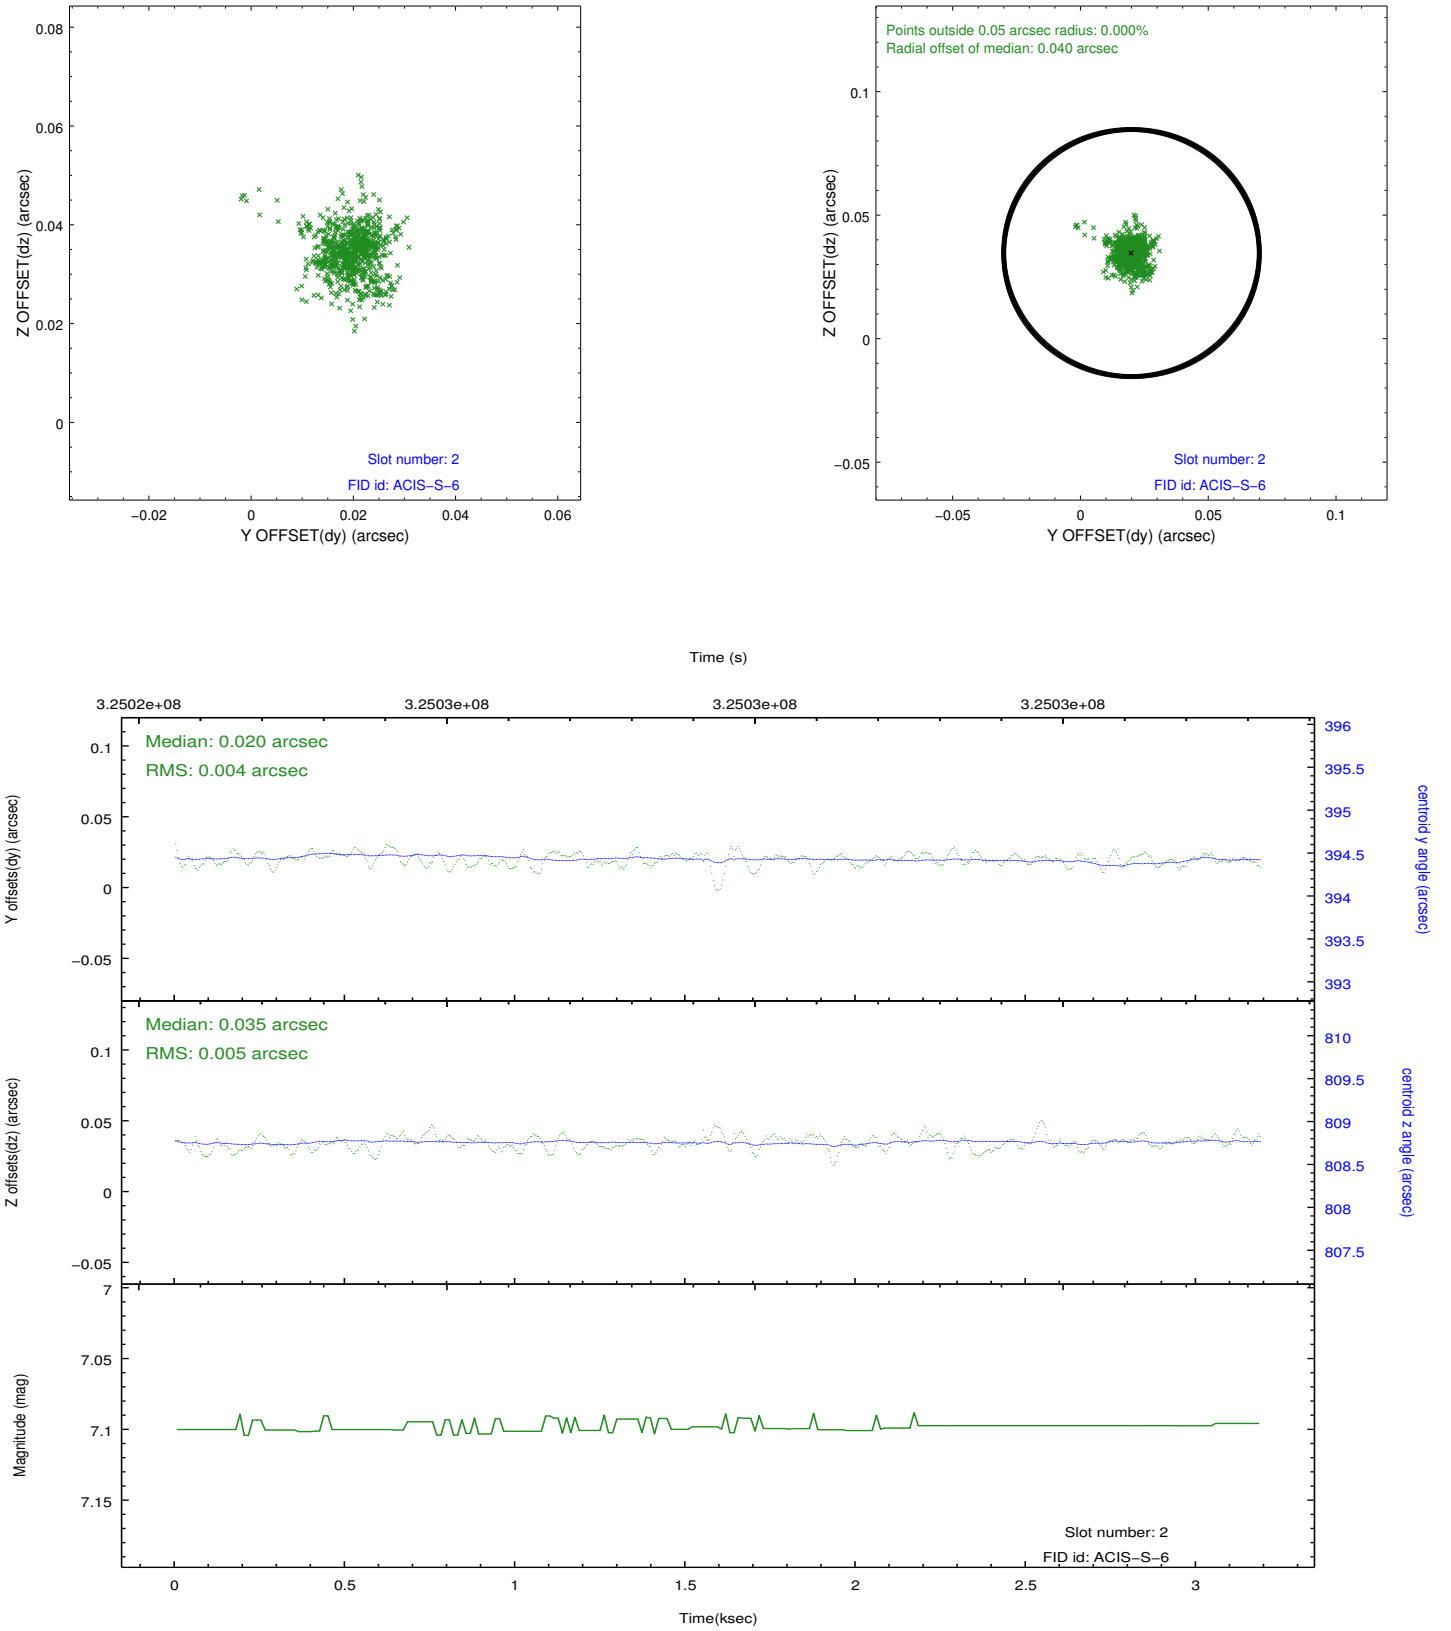 0.08
0.06
0.04
0.02
0
Z OFFSET(dz) (arcsec)
Slot number: 2
FID id: ACIS−S−6
−0.02
0
0.02
0.04
0.06
Y OFFSET(dy) (arcsec)
Points outside 0.05 arcsec radius: 0.000%
Radial offset of median: 0.040 arcsec
0.1
0.05
0
−0.05
Z OFFSET(dz) (arcsec)
Slot number: 2
FID id: ACIS−S−6
−0.05
0
0.05
0.1
Y OFFSET(dy) (arcsec)
Time (s)
3.2502e+08
3.2503e+08
3.2503e+08
3.2503e+08
Median: 0.020 arcsec
RMS: 0.004 arcsec
0.1
0.05
0
−0.05
Y offsets(dy) (arcsec)
396
395.5
395
394.5
394
393.5
393
centroid y angle (arcsec)
Median: 0.035 arcsec
RMS: 0.005 arcsec
0.1
0.05
0
−0.05
Z offsets(dz) (arcsec)
810
809.5
809
808.5
808
807.5
centroid z angle (arcsec)
7
7.05
7.1
7.15
Magnitude (mag)
Slot number: 2
FID id: ACIS−S−6
0
0.5
1
1.5
2
2.5
3
Time(ksec)